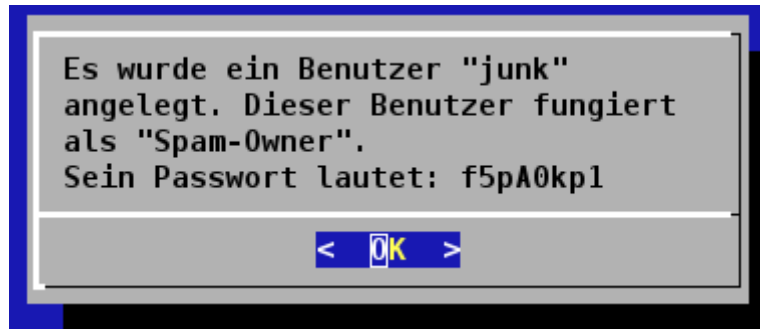 Es wurde ein Benutzer "junk"
angelegt. Dieser Benutzer fungiert
als "Spam-Owner".
Sein Passwort lautet: f5pA0kp1
<  OK  >